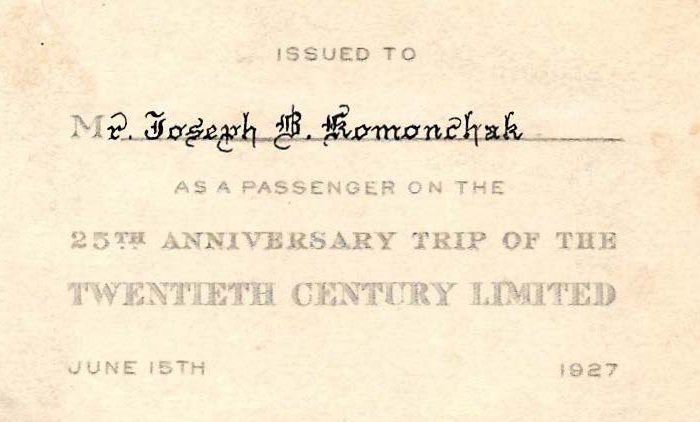 ISSUED TO
Mr. Joseph B. Komonchak
AS A PASSENGER ON THE
25TH ANNIVERSARY TRIP OF THE
TWENTIETH CENTURY LIMITED
JUNE 15TH 1927